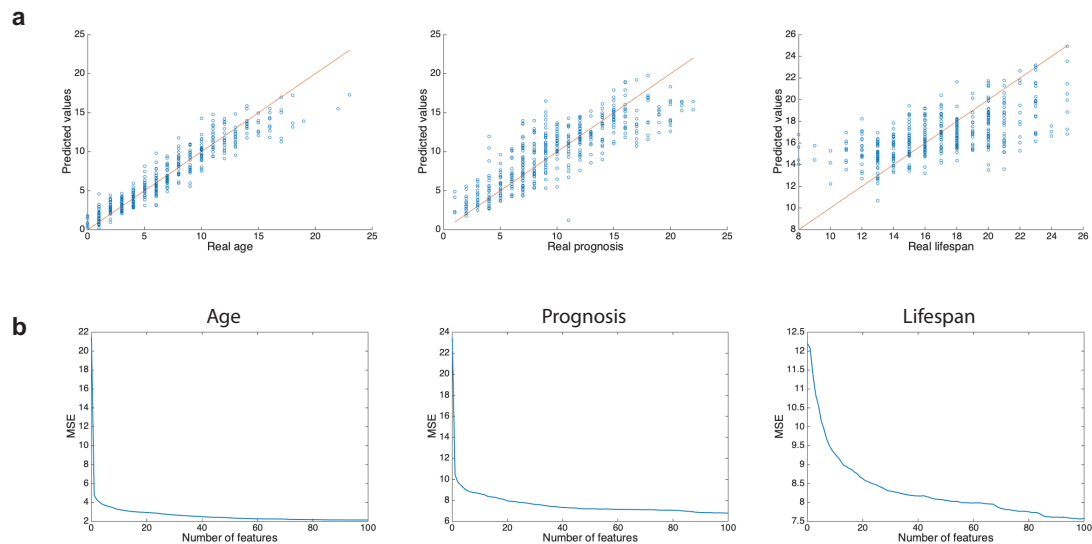 a
25
20
15
10
5
0
0 5 10 15 20 25
Predicted values
Real age
25
20
15
10
5
0
0 5 10 15 20 25
Predicted values
Real prognosis
26
24
22
20
18
16
14
12
10
8
8 10 12 14 16 18 20 22 24 26
Predicted values
Real lifespan
b
Age
22
20
18
16
14
12
10
8
6
4
2
0 20 40 60 80 100
MSE
Number of features
Prognosis
24
22
20
18
16
14
12
10
8
6
0 20 40 60 80 100
MSE
Number of features
Lifespan
12.5
12
11.5
11
10.5
10
9.5
9
8.5
8
7.5
0 20 40 60 80 100
MSE
Number of features